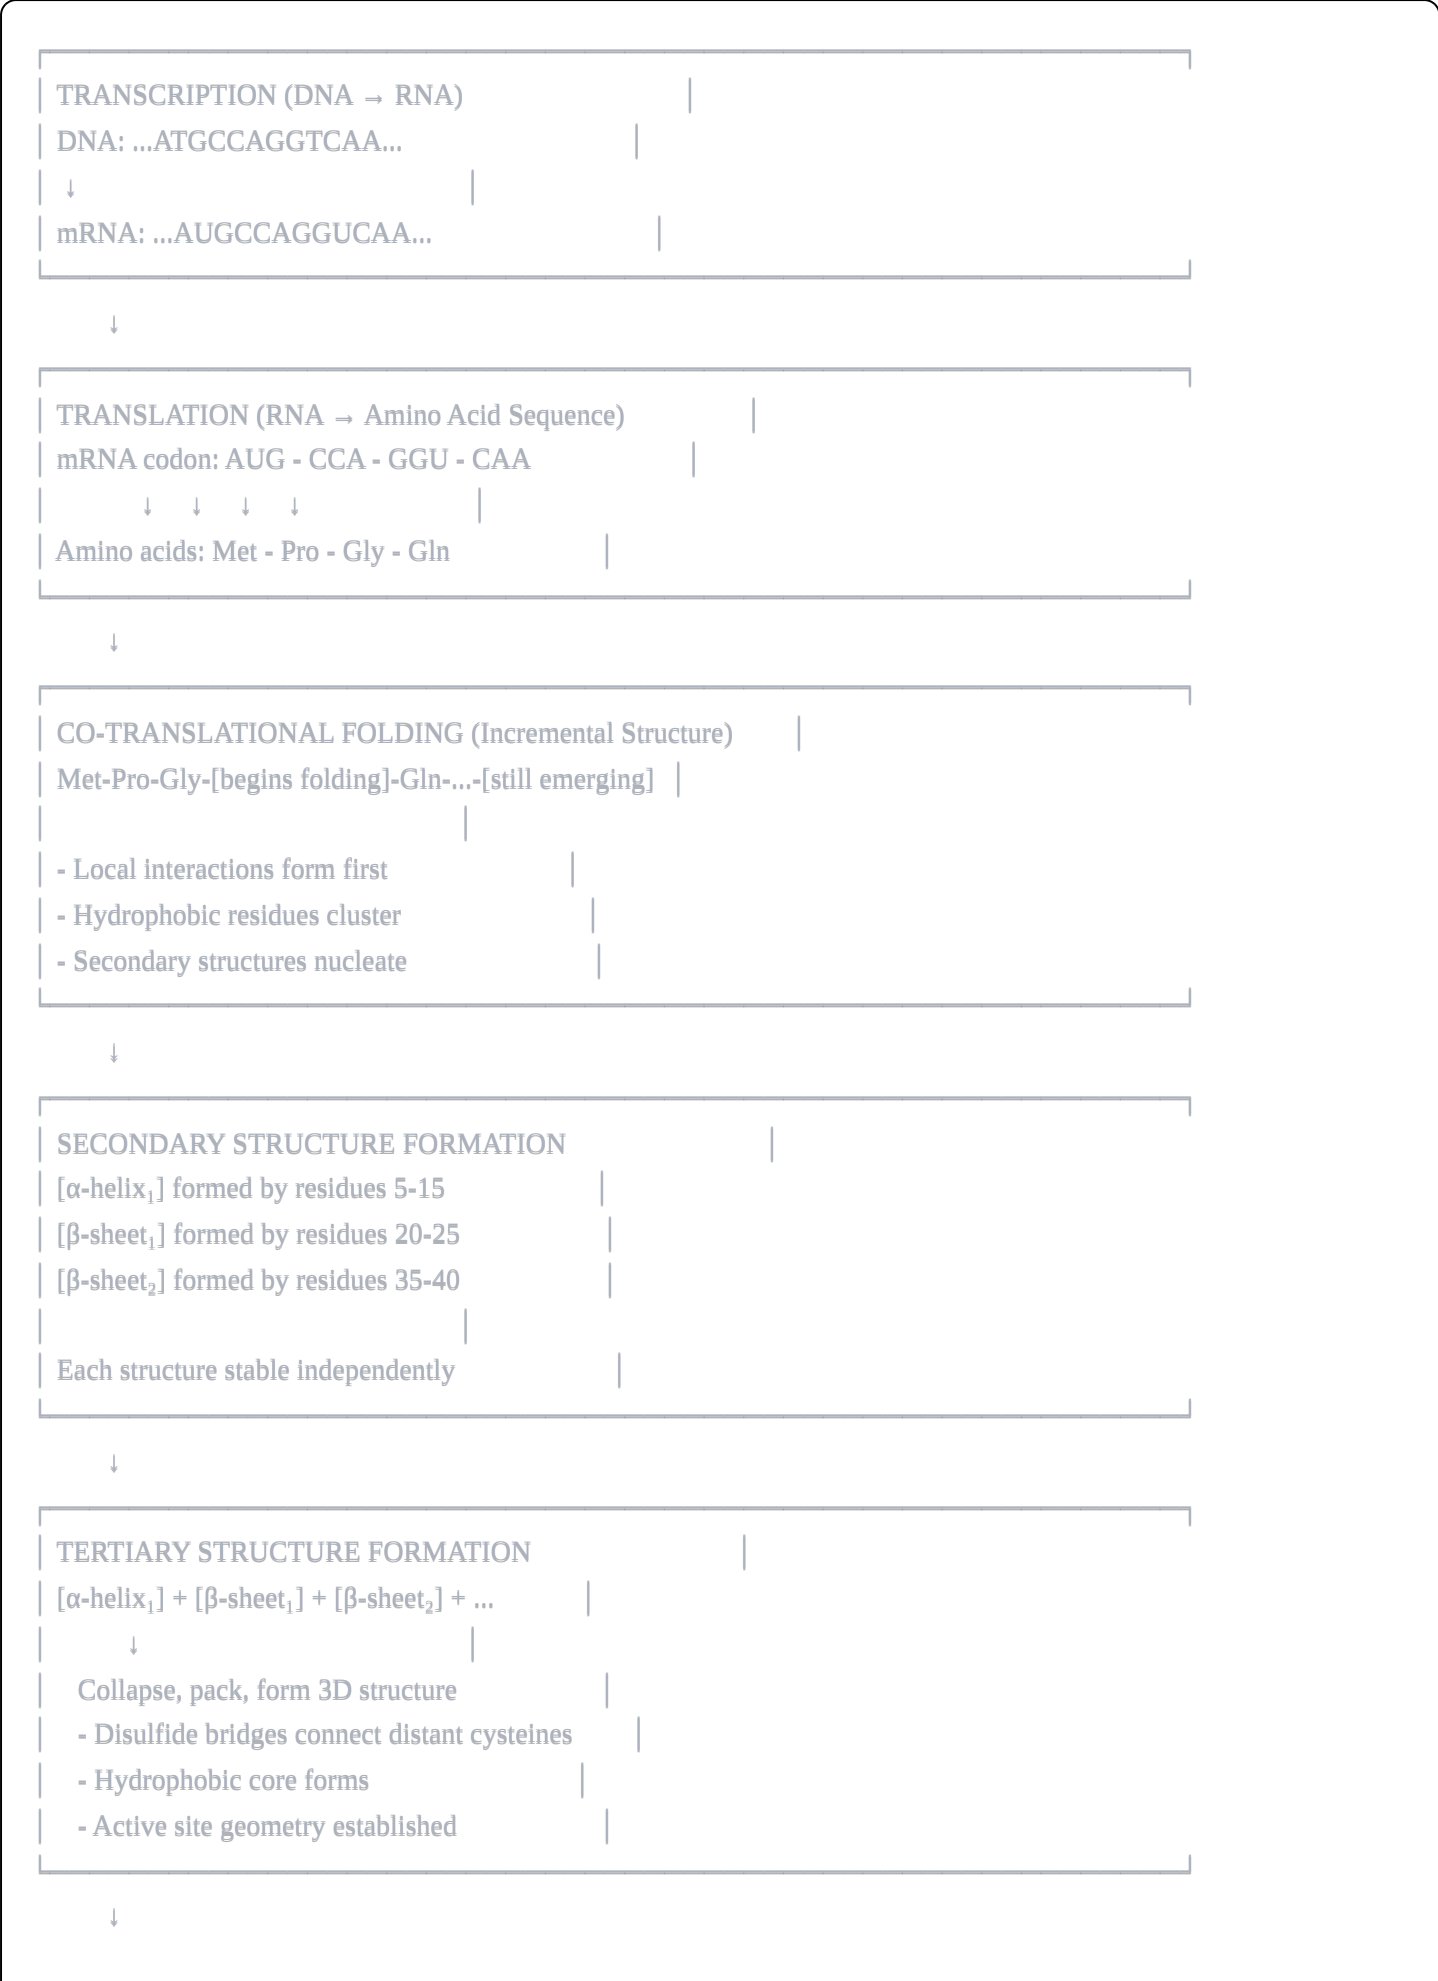 TRANSCRIPTION (DNA → RNA)
DNA: ...ATGCCAGGTCAA...
↓
mRNA: ...AUGCCAGGUCAA...
↓
TRANSLATION (RNA → Amino Acid Sequence)
mRNA codon: AUG - CCA - GGU - CAA
↓ ↓ ↓ ↓
Amino acids: Met - Pro - Gly - Gln
↓
CO-TRANSLATIONAL FOLDING (Incremental Structure)
Met-Pro-Gly-[begins folding]-Gln-...-[still emerging]
- Local interactions form first
- Hydrophobic residues cluster
- Secondary structures nucleate
↓
SECONDARY STRUCTURE FORMATION
[α-helix₁] formed by residues 5-15
[β-sheet₁] formed by residues 20-25
[β-sheet₂] formed by residues 35-40
Each structure stable independently
↓
TERTIARY STRUCTURE FORMATION
[α-helix₁] + [β-sheet₁] + [β-sheet₂] + ...
↓
Collapse, pack, form 3D structure
- Disulfide bridges connect distant cysteines
- Hydrophobic core forms
- Active site geometry established
↓